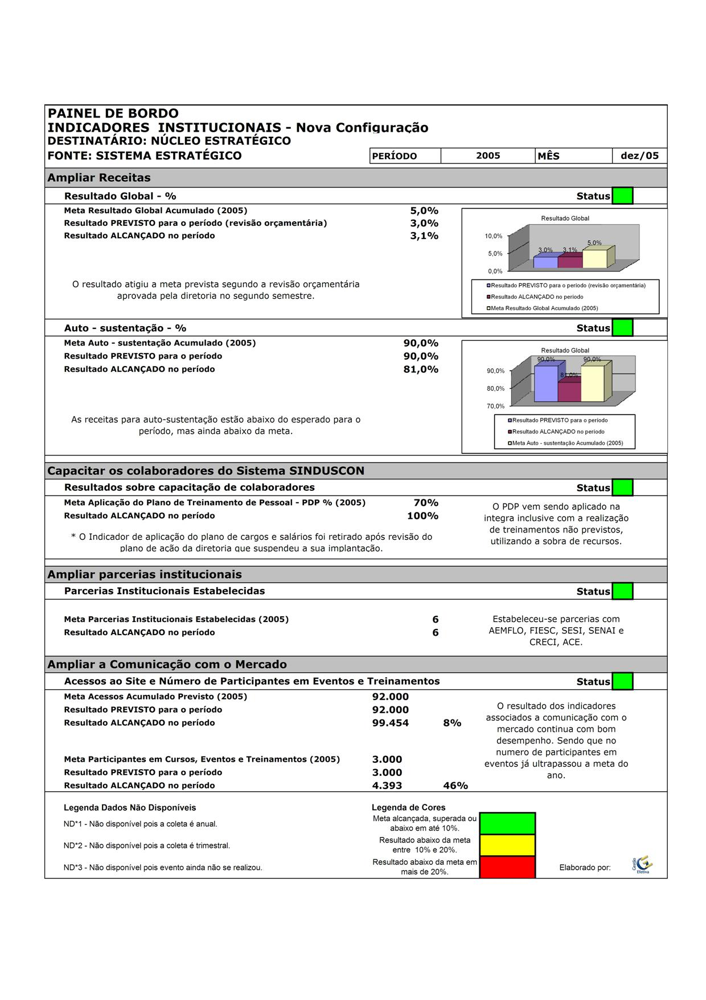 PAINEL DE BORDO
INDICADORES  INSTITUCIONAIS - Nova Configuração
DESTINATÁRIO: NÚCLEO ESTRATÉGICO
FONTE: SISTEMA ESTRATÉGICO PERÍODO 2005 MÊS dez/05
Ampliar Receitas
Resultado Global - % Status
Meta Resultado Global Acumulado (2005) 5,0%
Resultado PREVISTO para o período (revisão orçamentária) 3,0%
Resultado ALCANÇADO no período 3,1%
O resultado atigiu a meta prevista segundo a revisão orçamentária
aprovada pela diretoria no segundo semestre.
Resultado Global
10,0%
5,0%
0,0%
3,0% 3,1% 5,0%
Resultado PREVISTO para o período (revisão orçamentária)
Resultado ALCANÇADO no período
Meta Resultado Global Acumulado (2005)
Auto - sustentação - % Status
Meta Auto - sustentação Acumulado (2005) 90,0%
Resultado PREVISTO para o período 90,0%
Resultado ALCANÇADO no período 81,0%
As receitas para auto-sustentação estão abaixo do esperado para o
período, mas ainda abaixo da meta.
Resultado Global
90,0%
80,0%
70,0%
90,0% 81,0% 90,0%
Resultado PREVISTO para o período
Resultado ALCANÇADO no período
Meta Auto - sustentação Acumulado (2005)
Capacitar os colaboradores do Sistema SINDUSCON
Resultados sobre capacitação de colaboradores Status
Meta Aplicação do Plano de Treinamento de Pessoal - PDP % (2005) 70%
Resultado ALCANÇADO no período 100%
* O Indicador de aplicação do plano de cargos e salários foi retirado após revisão do
plano de ação da diretoria que suspendeu a sua implantação.
O PDP vem sendo aplicado na
integra inclusive com a realização
de treinamentos não previstos,
utilizando a sobra de recursos.
Ampliar parcerias institucionais
Parcerias Institucionais Estabelecidas Status
Meta Parcerias Institucionais Estabelecidas (2005) 6
Resultado ALCANÇADO no período 6
Estabeleceu-se parcerias com
AEMFLO, FIESC, SESI, SENAI e
CRECI, ACE.
Ampliar a Comunicação com o Mercado
Acessos ao Site e Número de Participantes em Eventos e Treinamentos Status
Meta Acessos Acumulado Previsto (2005) 92.000
Resultado PREVISTO para o período 92.000
Resultado ALCANÇADO no período 99.454 8%
Meta Participantes em Cursos, Eventos e Treinamentos (2005) 3.000
Resultado PREVISTO para o período 3.000
Resultado ALCANÇADO no período 4.393 46%
O resultado dos indicadores
associados a comunicação com o
mercado continua com bom
desempenho. Sendo que no
numero de participantes em
eventos já ultrapassou a meta do
ano.
Legenda Dados Não Disponíveis
ND*1 - Não disponível pois a coleta é anual.
ND*2 - Não disponível pois a coleta é trimestral.
ND*3 - Não disponível pois evento ainda não se realizou.
Legenda de Cores
Meta alcançada, superada ou
abaixo em até 10%.
Resultado abaixo da meta
entre  10% e 20%.
Resultado abaixo da meta em
mais de 20%.
Elaborado por:
Gestão
Efetiva